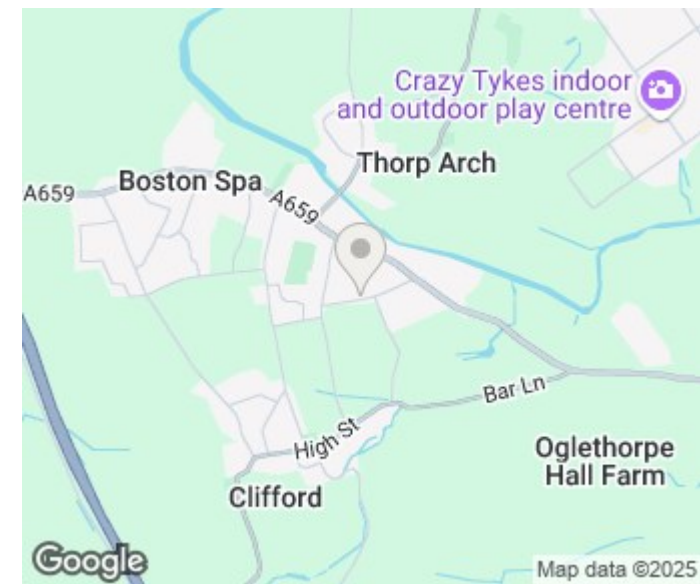 Crazy Tykes indoor
and outdoor play centre
Thorp Arch
Boston Spa
A659
A659
Bar Ln
High St
Oglethorpe
Hall Farm
Clifford
Google
Map data ©2025